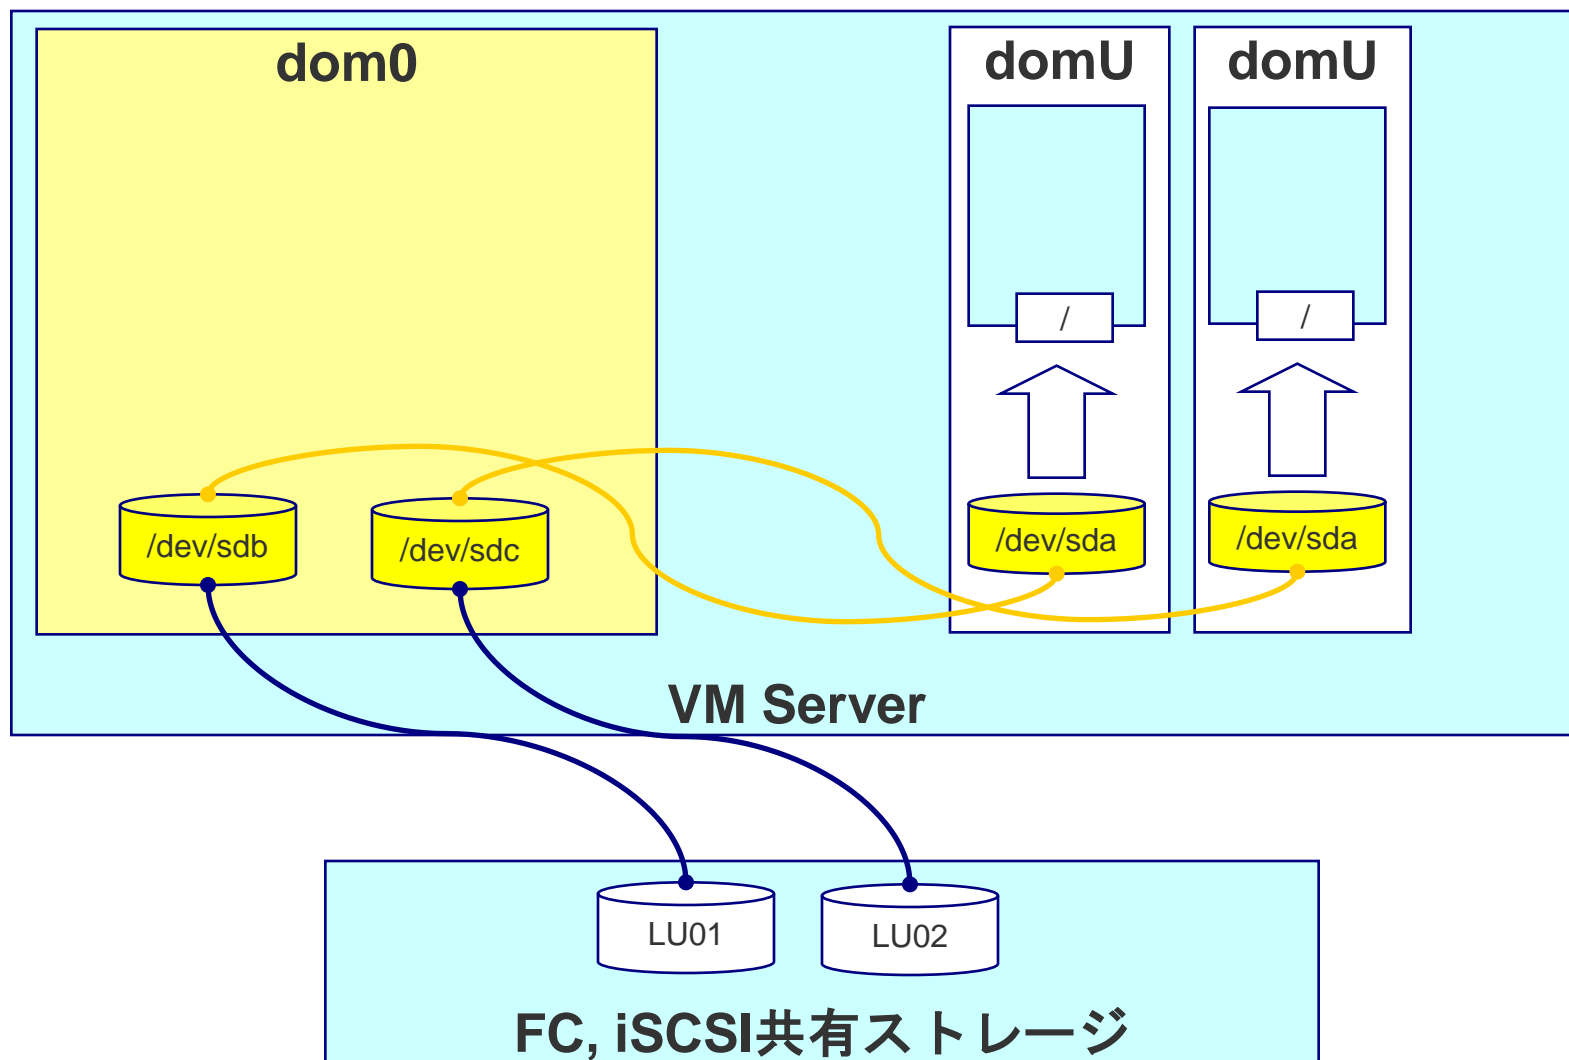 dom0
domU
domU
/
/
/dev/sdb
/dev/sdc
/dev/sda
/dev/sda
VM Server
LU01
LU02
FC, iSCSI共有ストレージ